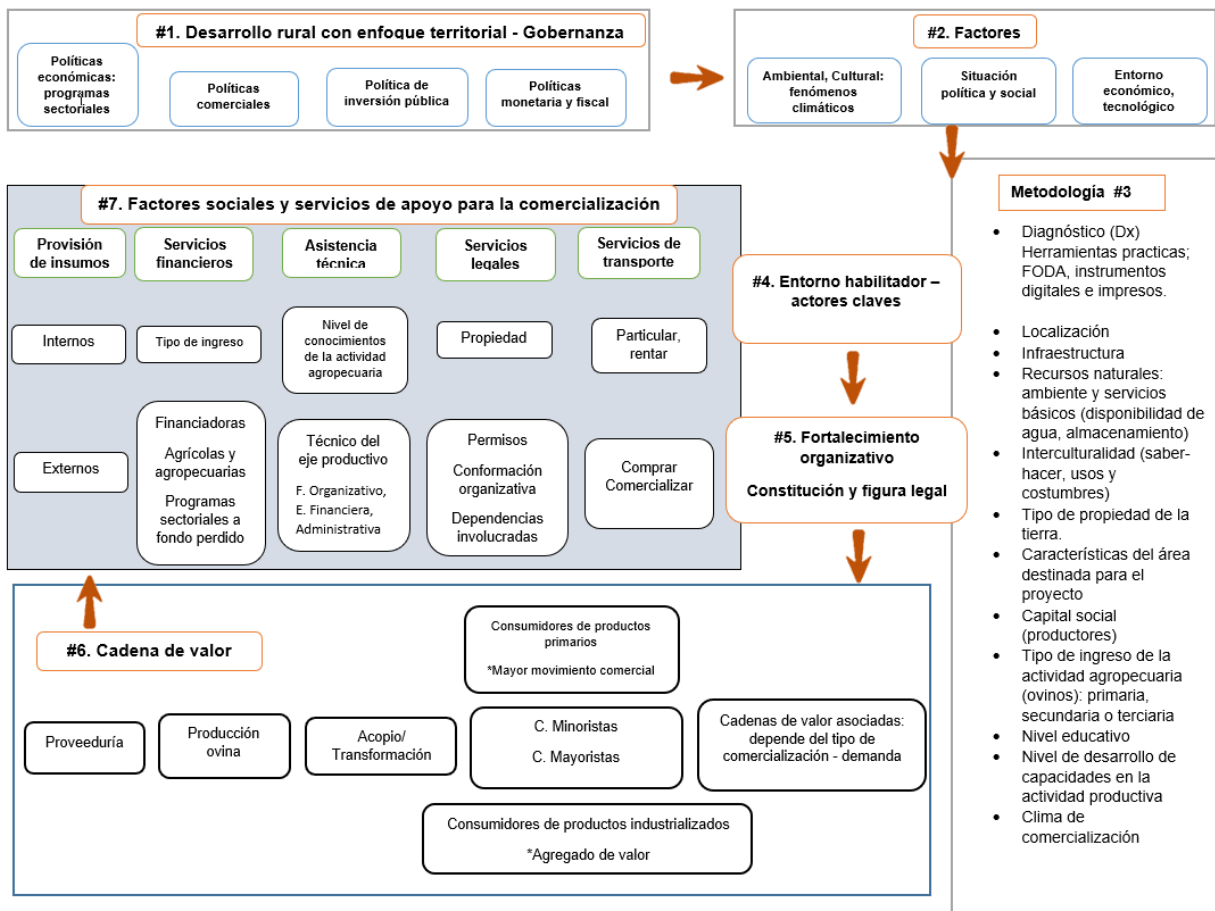 #1. Desarrollo rural con enfoque territorial - Gobernanza
Políticas
económicas:
programas
sectoriales
Políticas
comerciales
Política de
inversión pública
Políticas
monetaria y fiscal
#2. Factores
Ambiental, Cultural:
fenómenos
climáticos
Situación
política y social
Entorno
económico,
tecnológico
Metodología #3
• Diagnóstico (Dx)
Herramientas practicas;
FODA, instrumentos
digitales e impresos.
• Localización
• Infraestructura
• Recursos naturales:
ambiente y servicios
básicos (disponibilidad de
agua, almacenamiento)
• Interculturalidad (saber-
hacer, usos y
costumbres)
• Tipo de propiedad de la
tierra.
• Características del área
destinada para el
proyecto
• Capital social
(productores)
• Tipo de ingreso de la
actividad agropecuaria
(ovinos): primaria,
secundaria o terciaria
• Nivel educativo
• Nivel de desarrollo de
capacidades en la
actividad productiva
• Clima de
comercialización
#4. Entorno habilitador –
actores claves
#5. Fortalecimiento
organizativo
Constitución y figura legal
#7. Factores sociales y servicios de apoyo para la comercialización
Provisión
de insumos
Servicios
financieros
Asistencia
técnica
Servicios
legales
Servicios de
transporte
Internos
Tipo de ingreso
Nivel de
conocimientos
de la actividad
agropecuaria
Propiedad
Particular,
rentar
Externos
Financiadoras
Agrícolas y
agropecuarias
Programas
sectoriales a
fondo perdido
Técnico del
eje productivo
F. Organizativo,
E. Financiera,
Administrativa
Permisos
Conformación
organizativa
Dependencias
involucradas
Comprar
Comercializar
#6. Cadena de valor
Consumidores de productos
primarios
*Mayor movimiento comercial
Proveeduría
Producción
ovina
Acopio/
Transformación
C. Minoristas
C. Mayoristas
Cadenas de valor asociadas:
depende del tipo de
comercialización - demanda
Consumidores de productos industrializados
*Agregado de valor